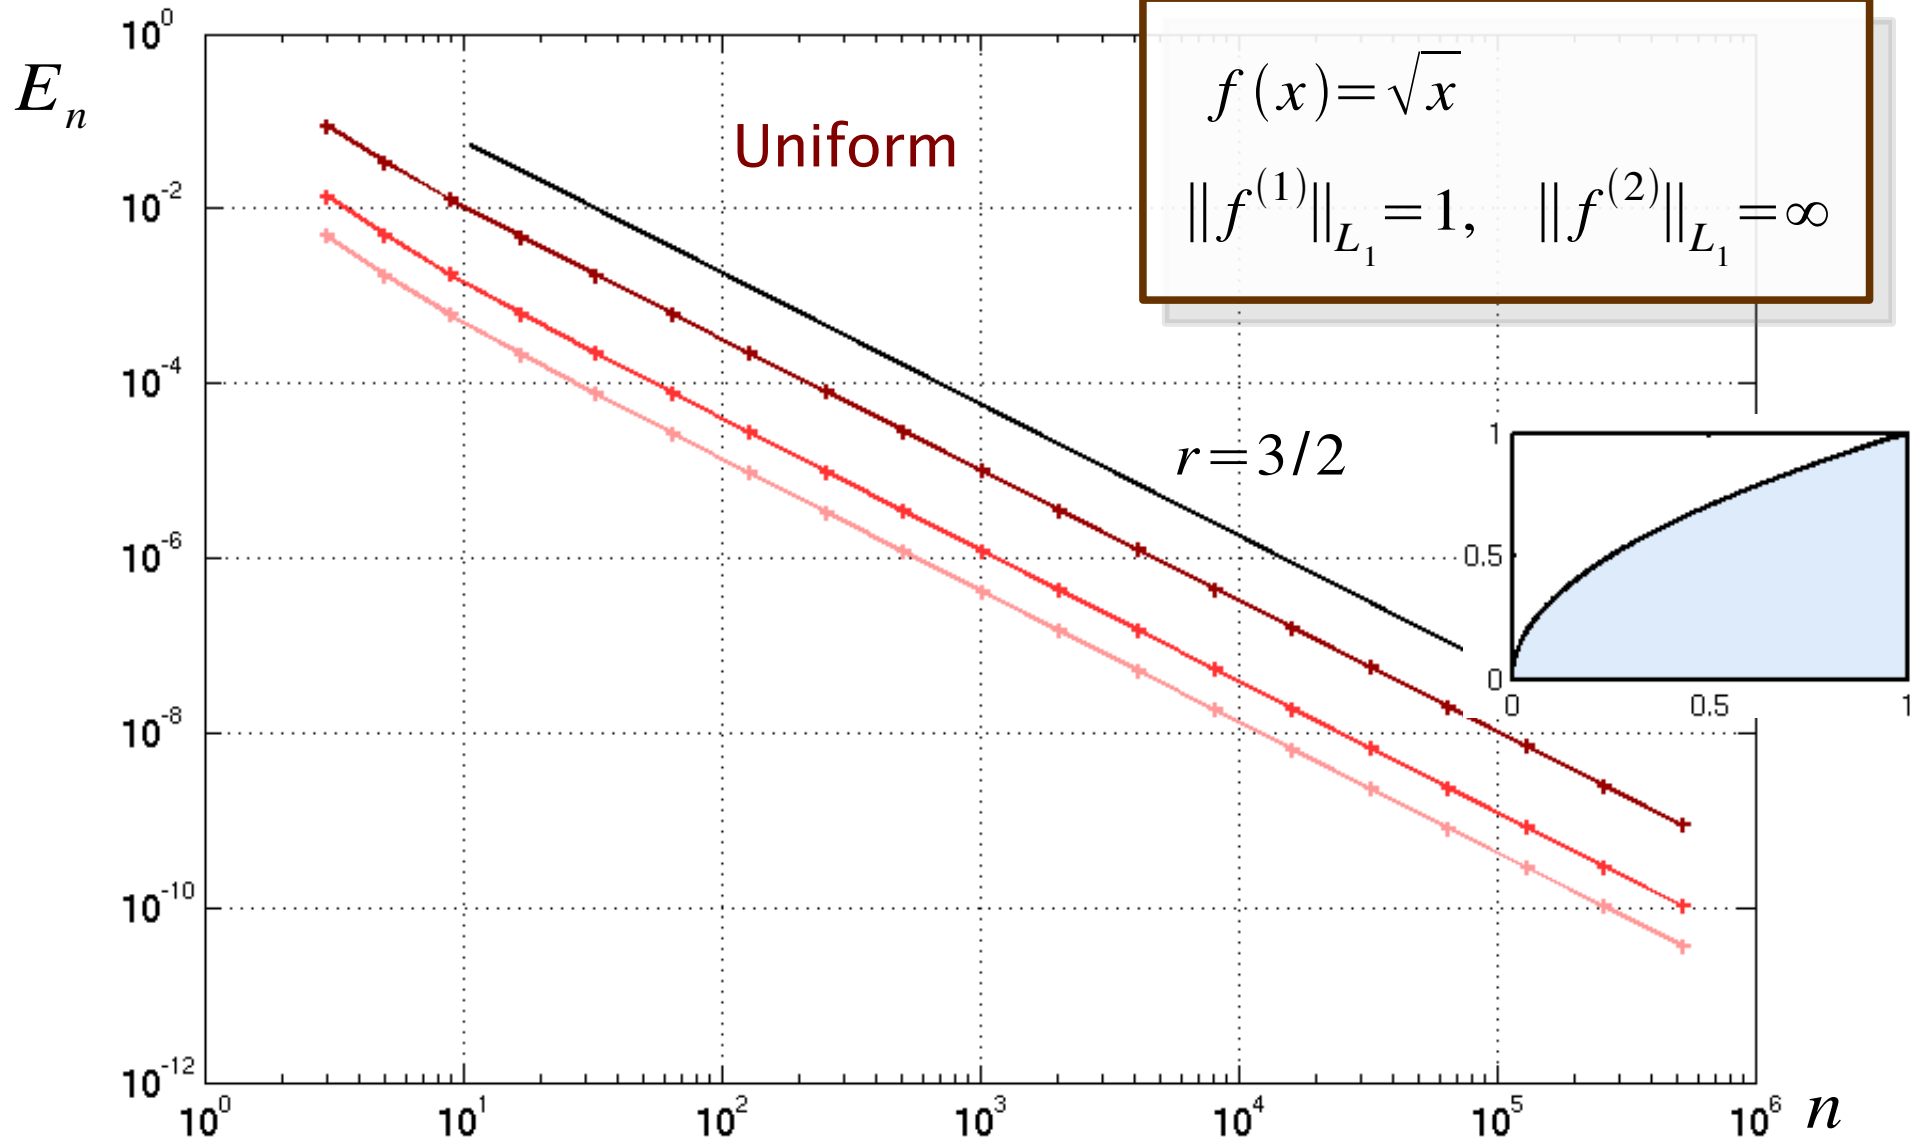 10^0
E_n
f(x)=√x
Uniform
‖f^(1)‖_{L_1}=1, ‖f^(2)‖_{L_1}=∞
10^-2
10^-4
r=3/2
1
0.5
0
0 0.5 1
10^-6
10^-8
10^-10
10^-12
10^0 10^1 10^2 10^3 10^4 10^5 10^6 n